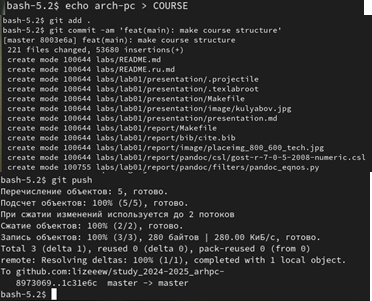 bash-5.2$ echo arch-pc > COURSE
bash-5.2$ git add .
bash-5.2$ git commit -am 'feat(main): make course structure'
[master 8003e6a] feat(main): make course structure
 221 files changed, 53680 insertions(+)
 create mode 100644 labs/README.md
 create mode 100644 labs/README.ru.md
 create mode 100644 labs/lab01/presentation/.projectile
 create mode 100644 labs/lab01/presentation/.texlabroot
 create mode 100644 labs/lab01/presentation/Makefile
 create mode 100644 labs/lab01/presentation/image/kulyabov.jpg
 create mode 100644 labs/lab01/presentation/presentation.md
 create mode 100644 labs/lab01/report/Makefile
 create mode 100644 labs/lab01/report/bib/cite.bib
 create mode 100644 labs/lab01/report/image/placeimg_800_600_tech.jpg
 create mode 100644 labs/lab01/report/pandoc/csl/gost-r-7-0-5-2008-numeric.csl
 create mode 100755 labs/lab01/report/pandoc/filters/pandoc_eqnos.py
bash-5.2$ git push
Перечисление объектов: 5, готово.
Подсчет объектов: 100% (5/5), готово.
При сжатии изменений используется до 2 потоков
Сжатие объектов: 100% (2/2), готово.
Запись объектов: 100% (3/3), 280 байтов | 280.00 КиБ/с, готово.
Total 3 (delta 1), reused 0 (delta 0), pack-reused 0 (from 0)
remote: Resolving deltas: 100% (1/1), completed with 1 local object.
To github.com:lizeeew/study_2024-2025_arhpc-
   8973069..1c31e6c  master -> master
bash-5.2$